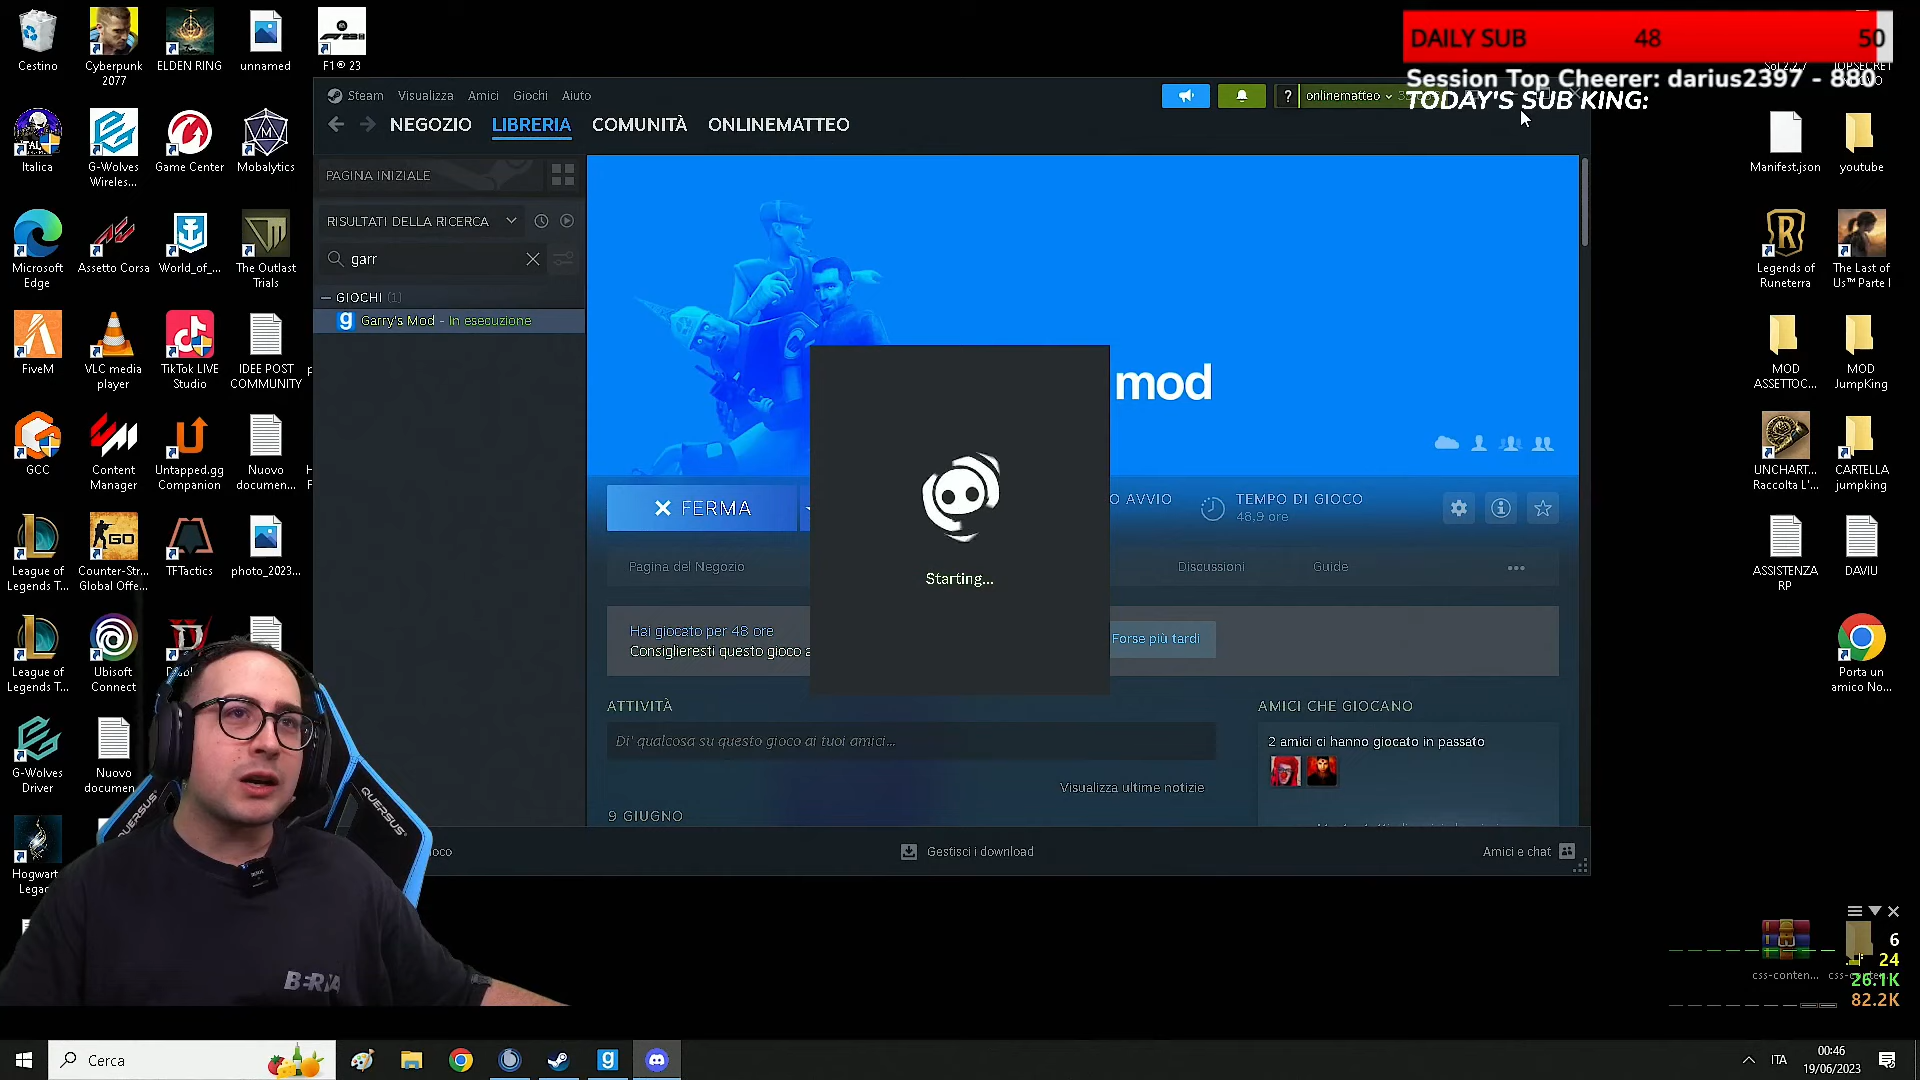 DAILY SUB 48 50
Session Top Cheerer: darius2397 - 880
TODAY'S SUB KING:
Cestino
Cyberpunk 2077
ELDEN RING
unnamed
F1® 23
Italica
G-Wolves Wireles...
Game Center
Mobalytics
Microsoft Edge
Assetto Corsa
World_of_...
The Outlast Trials
FiveM
VLC media player
TikTok LIVE Studio
IDEE POST COMMUNITY
GCC
Content Manager
Untapped.gg Companion
Nuovo documen...
League of Legends T...
Counter-Str... Global Offe...
TFTactics
photo_2023...
League of Legends T...
Ubisoft Connect
G-Wolves Driver
Nuovo documen
Hogwart
Lega
Steam Visualizza Amici Giochi Aiuto
onlinematteo
NEGOZIO LIBRERIA COMUNITÀ ONLINEMATTEO
PAGINA INIZIALE
RISULTATI DELLA RICERCA
garr
GIOCHI (1)
Garry's Mod - In esecuzione
mod
FERMA
O AVVIO
TEMPO DI GIOCO
48,9 ore
Pagina del Negozio
Discussioni
Guide
Starting...
Hai giocato per 48 ore
Consiglieresti questo gioco a
Forse più tardi
ATTIVITÀ
Di' qualcosa su questo gioco ai tuoi amici...
Visualizza ultime notizie
9 GIUGNO
AMICI CHE GIOCANO
2 amici ci hanno giocato in passato
ioco
Gestisci i download
Amici e chat
Manifest.json
youtube
Legends of Runeterra
The Last of Us™ Parte I
MOD ASSETTOC...
MOD JumpKing
UNCHART... Raccolta L'...
CARTELLA jumpking
ASSISTENZA RP
DAVIU
Porta un amico No...
css-conten...
6
24
26.1K
82.2K
QUERSUS
QUERSUS
Cerca
ITA
00:46
19/06/2023